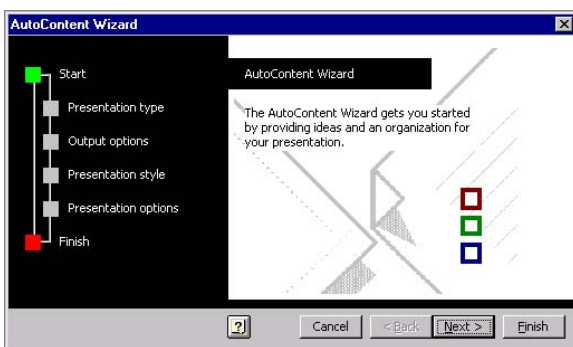 AutoContent Wizard
Start
Presentation type
Output options
Presentation style
Presentation options
Finish
AutoContent Wizard
The AutoContent Wizard gets you started
by providing ideas and an organization for
your presentation.
?
Cancel
< Back
Next >
Finish